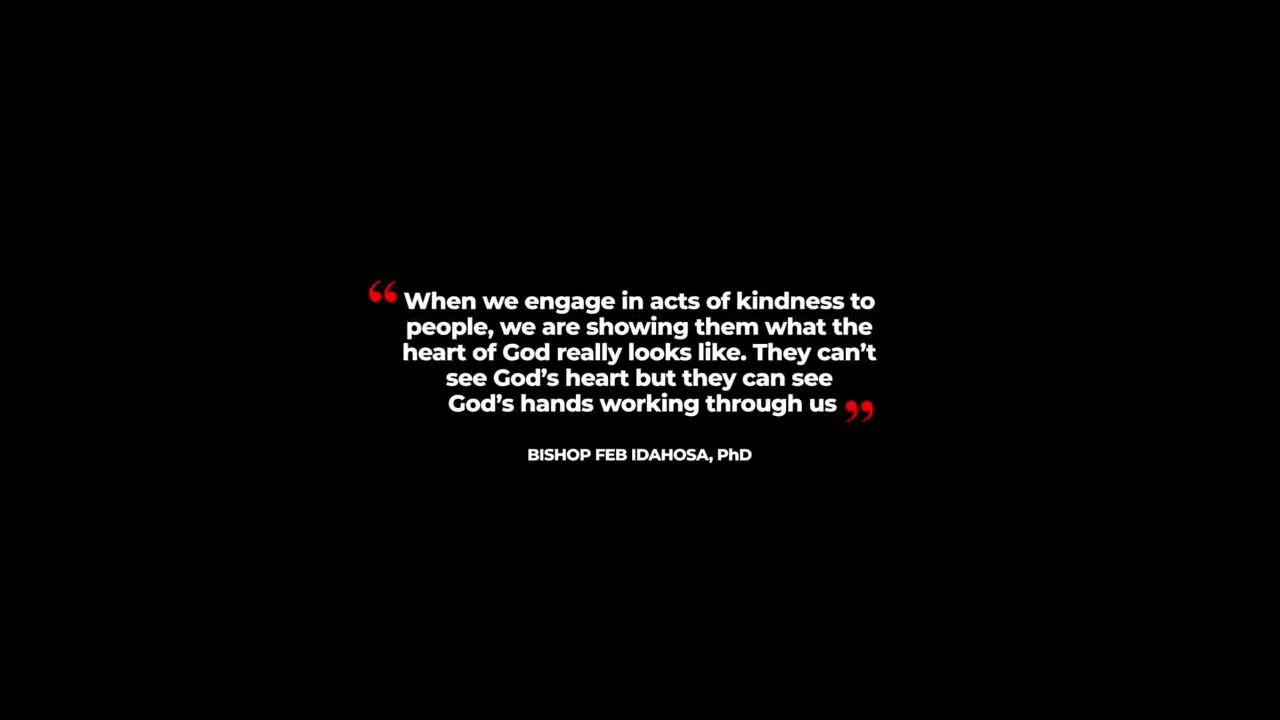 “When we engage in acts of kindness to
people, we are showing them what the
heart of God really looks like. They can’t
see God’s heart but they can see
God’s hands working through us”
BISHOP FEB IDAHOSA, PhD